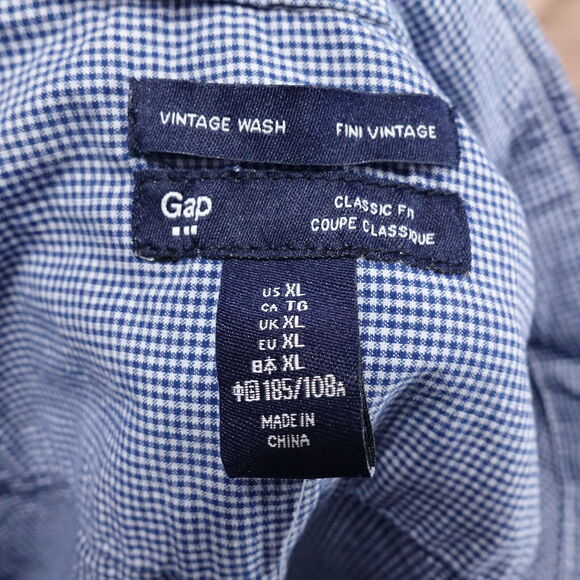 VINTAGE WASH FINI VINTAGE
Gap
CLASSIC FIT
COUPE CLASSIQUE
US XL
CA TG
UK XL
EU XL
日本 XL
中国 185/108A
MADE IN
CHINA